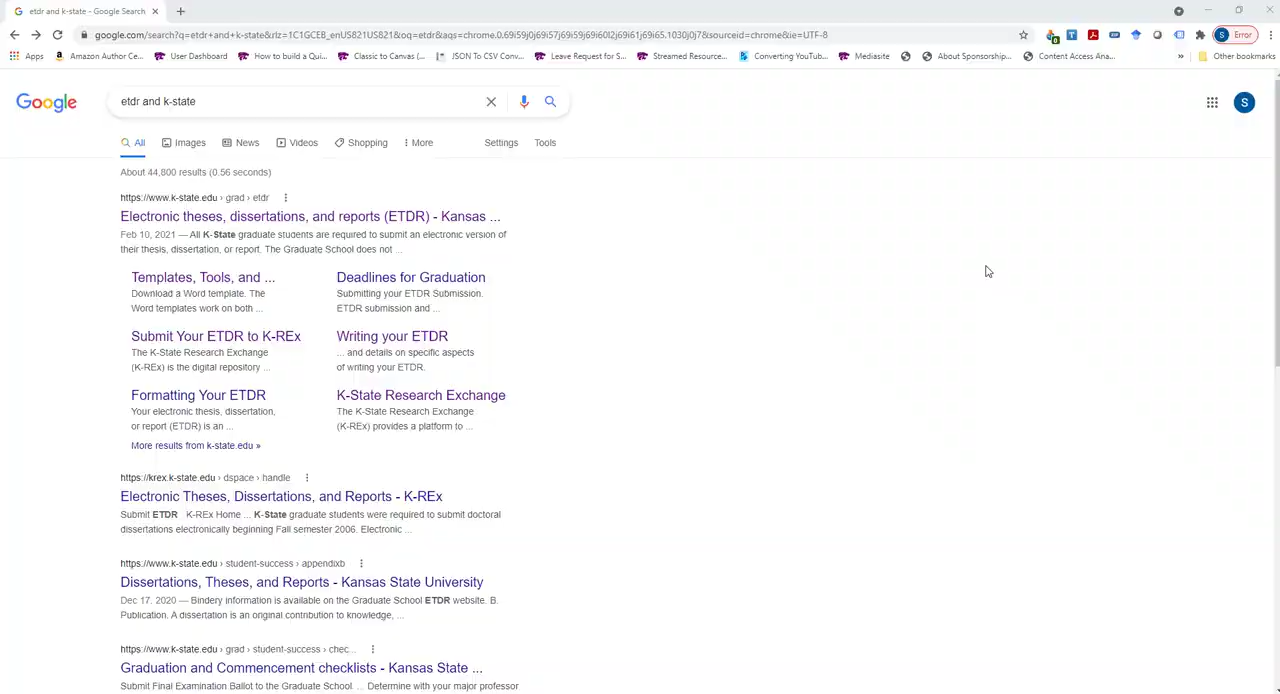 etdr and k-state - Google Search
google.com/search?q=etdr+and+k-state&rlz=1C1GCEB_enUS821US821&oq=etdr&aqs=chrome.0.69i59j0j69i57j69i59j69i60l2j69i61j69i65.1030j0j7&sourceid=chrome&ie=UTF-8
S Error
Apps Amazon Author Ce... User Dashboard How to build a Qui... Classic to Canvas (... JSON To CSV Conv... Leave Request for S... Streamed Resource... Converting YouTub... Mediasite About Sponsorship... Content Access Ana... » Other bookmarks
Google etdr and k-state S
All Images News Videos Shopping More Settings Tools
About 44,800 results (0.56 seconds)
https://www.k-state.edu › grad › etdr
Electronic theses, dissertations, and reports (ETDR) - Kansas ...
Feb 10, 2021 — All K-State graduate students are required to submit an electronic version of
their thesis, dissertation, or report. The Graduate School does not ...
Templates, Tools, and ...
Download a Word template. The
Word templates work on both ...
Deadlines for Graduation
Submitting your ETDR Submission.
ETDR submission and ...
Submit Your ETDR to K-REx
The K-State Research Exchange
(K-REx) is the digital repository ...
Writing your ETDR
... and details on specific aspects
of writing your ETDR.
Formatting Your ETDR
Your electronic thesis, dissertation,
or report (ETDR) is an ...
K-State Research Exchange
The K-State Research Exchange
(K-REx) provides a platform to ...
More results from k-state.edu »
https://krex.k-state.edu › dspace › handle
Electronic Theses, Dissertations, and Reports - K-REx
Submit ETDR K-REx Home ... K-State graduate students were required to submit doctoral
dissertations electronically beginning Fall semester 2006. Electronic ...
https://www.k-state.edu › student-success › appendixb
Dissertations, Theses, and Reports - Kansas State University
Dec 17, 2020 — Bindery information is available on the Graduate School ETDR website. B.
Publication. A dissertation is an original contribution to knowledge, ...
https://www.k-state.edu › grad › student-success › chec...
Graduation and Commencement checklists - Kansas State ...
Submit Final Examination Ballot to the Graduate School. ... Determine with your major professor